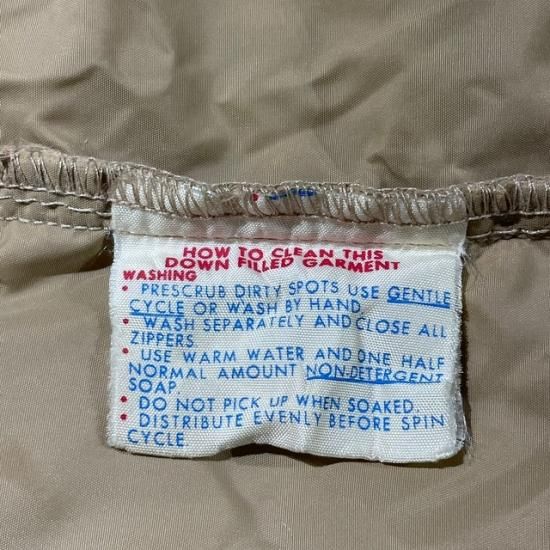 HOW TO CLEAN THIS
DOWN FILLED GARMENT
WASHING
• PRESCRUB DIRTY SPOTS USE GENTLE
CYCLE OR WASH BY HAND.
• WASH SEPARATELY AND CLOSE ALL
ZIPPERS
• USE WARM WATER AND ONE HALF
NORMAL AMOUNT NON-DETERGENT
SOAP.
• DO NOT PICK UP WHEN SOAKED.
• DISTRIBUTE EVENLY BEFORE SPIN
CYCLE